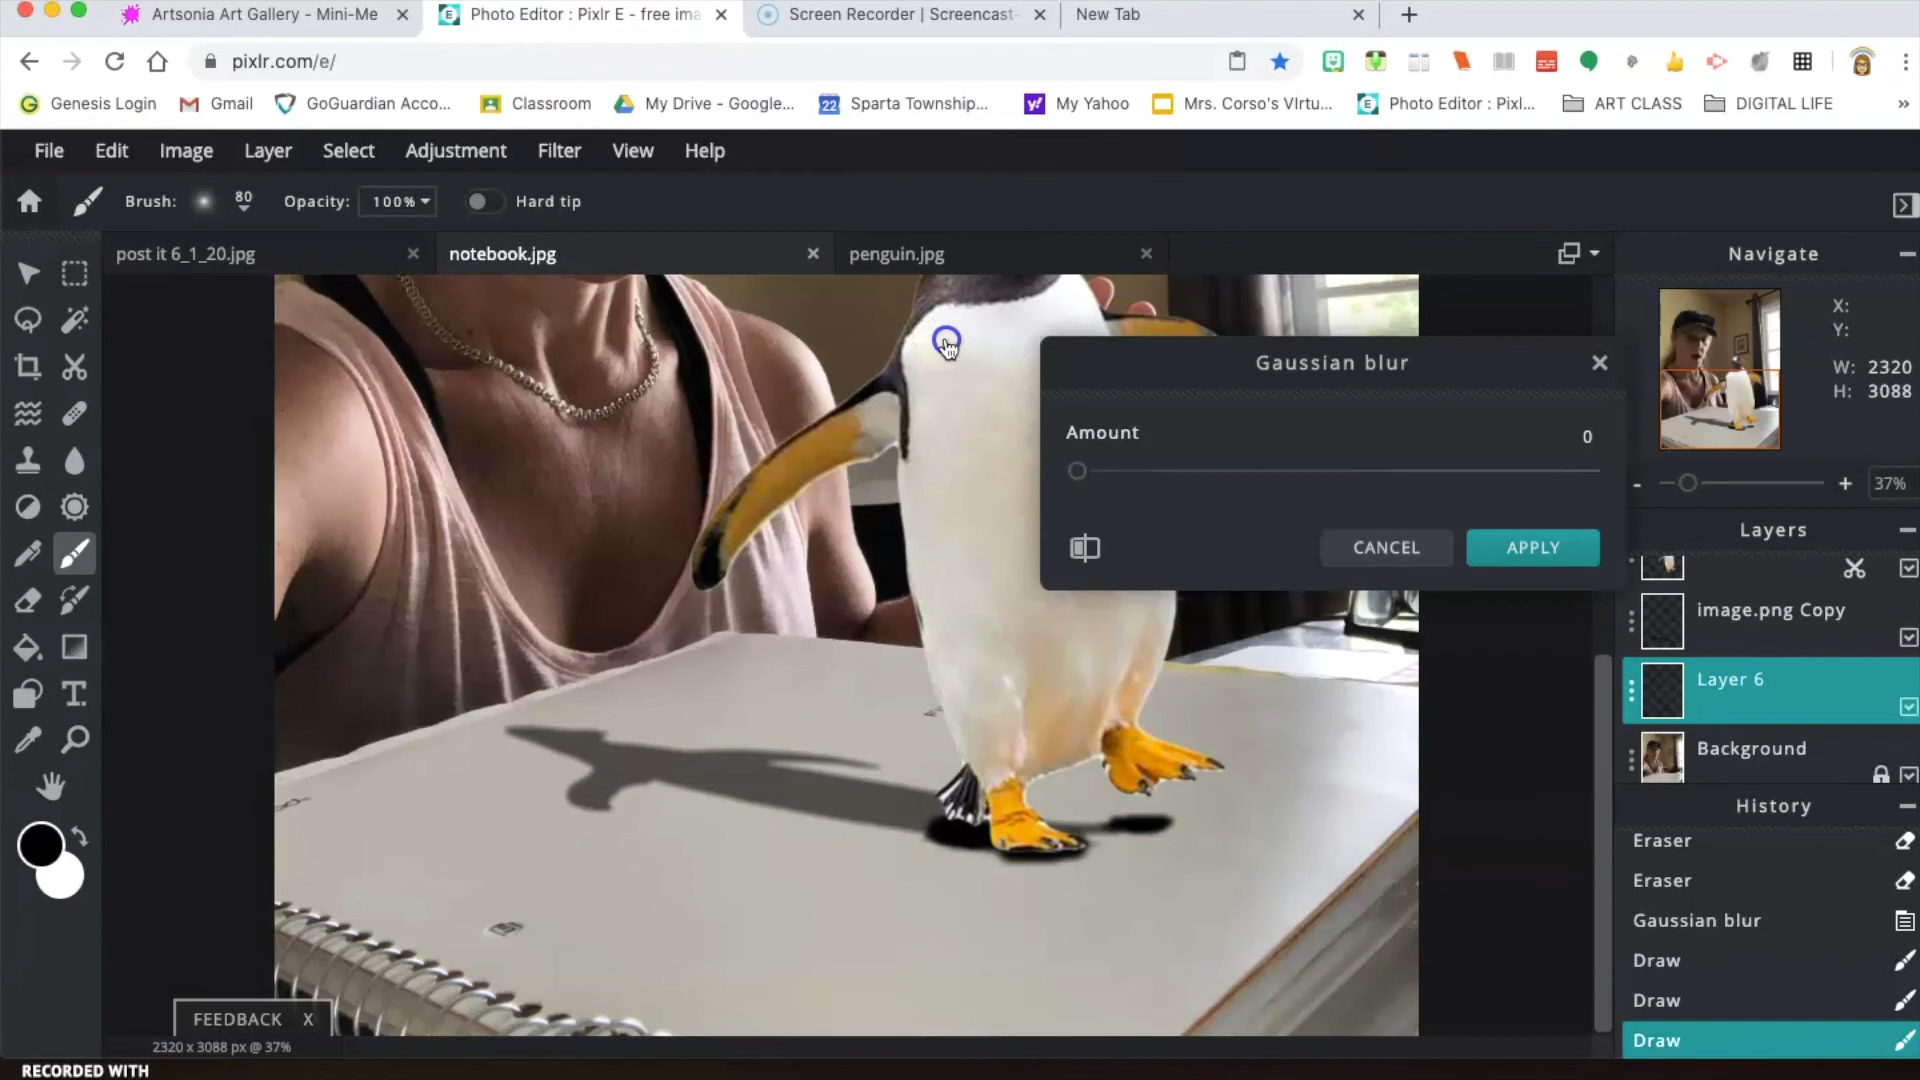 Artsonia Art Gallery - Mini-Me
Photo Editor : Pixlr E - free ima
Screen Recorder | Screencast-
New Tab
pixlr.com/e/
Genesis Login
Gmail
GoGuardian Acco...
Classroom
My Drive - Google...
22
Sparta Township...
My Yahoo
Mrs. Corso's VIrtu...
Photo Editor : Pixl...
ART CLASS
DIGITAL LIFE
File Edit Image Layer Select Adjustment Filter View Help
Brush: 80 Opacity: 100% Hard tip
post it 6_1_20.jpg
notebook.jpg
penguin.jpg
Navigate
X:
Y:
W: 2320
H: 3088
37%
Gaussian blur
Amount 0
CANCEL APPLY
Layers
image.png Copy
Layer 6
Background
History
Eraser
Eraser
Gaussian blur
Draw
Draw
Draw
FEEDBACK X
2320 x 3088 px @ 37%
RECORDED WITH